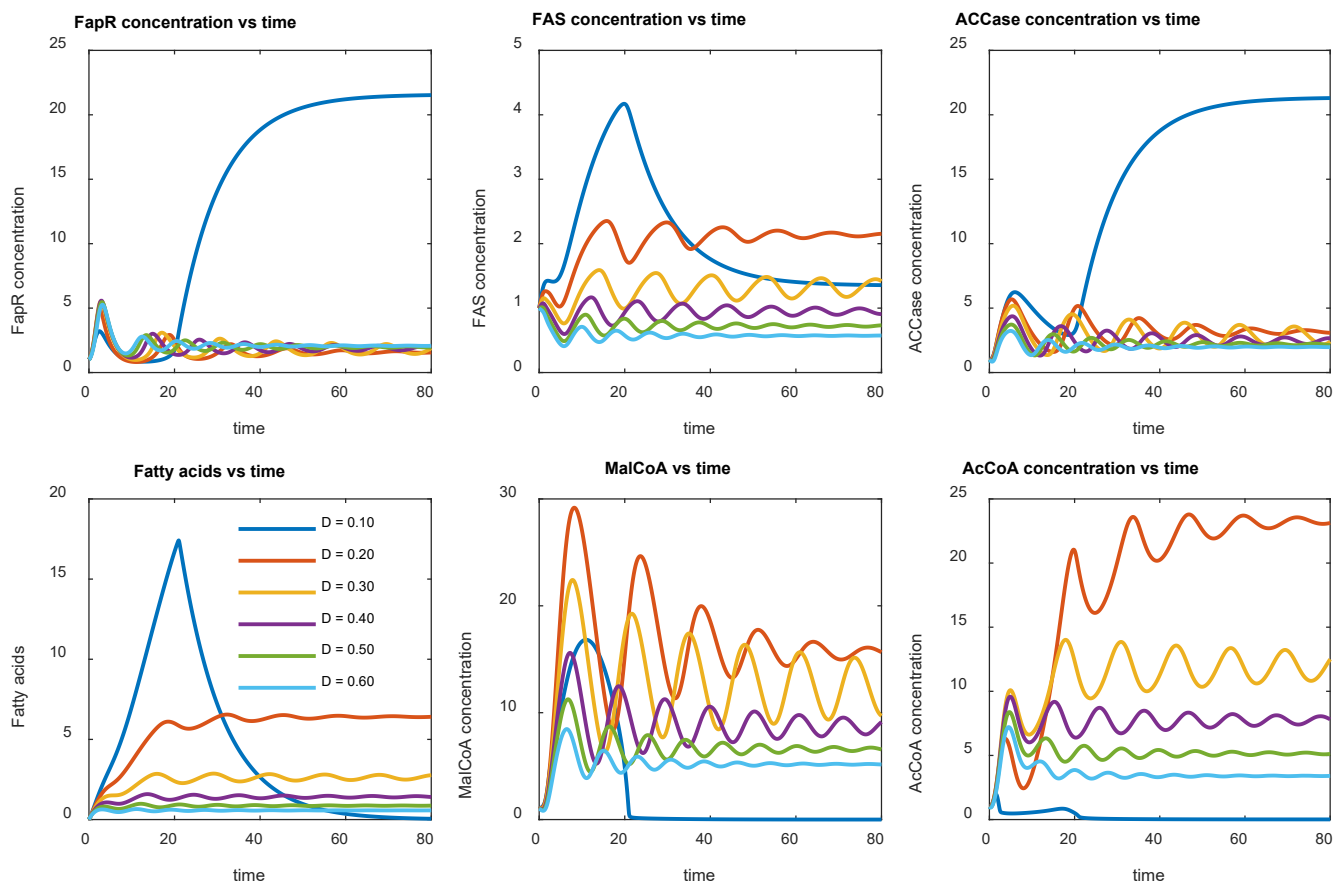 FapR concentration vs time
FAS concentration vs time
ACCase concentration vs time
25
20
15
10
5
0
FapR concentration
0 20 40 60 80
time
5
4
3
2
1
0
FAS concentration
0 20 40 60 80
time
25
20
15
10
5
0
ACCase concentration
0 20 40 60 80
time
Fatty acids vs time
MalCoA vs time
AcCoA concentration vs time
20
15
10
5
0
Fatty acids
D = 0.10
D = 0.20
D = 0.30
D = 0.40
D = 0.50
D = 0.60
0 20 40 60 80
time
30
20
10
0
MalCoA concentration
0 20 40 60 80
time
25
20
15
10
5
0
AcCoA concentration
0 20 40 60 80
time